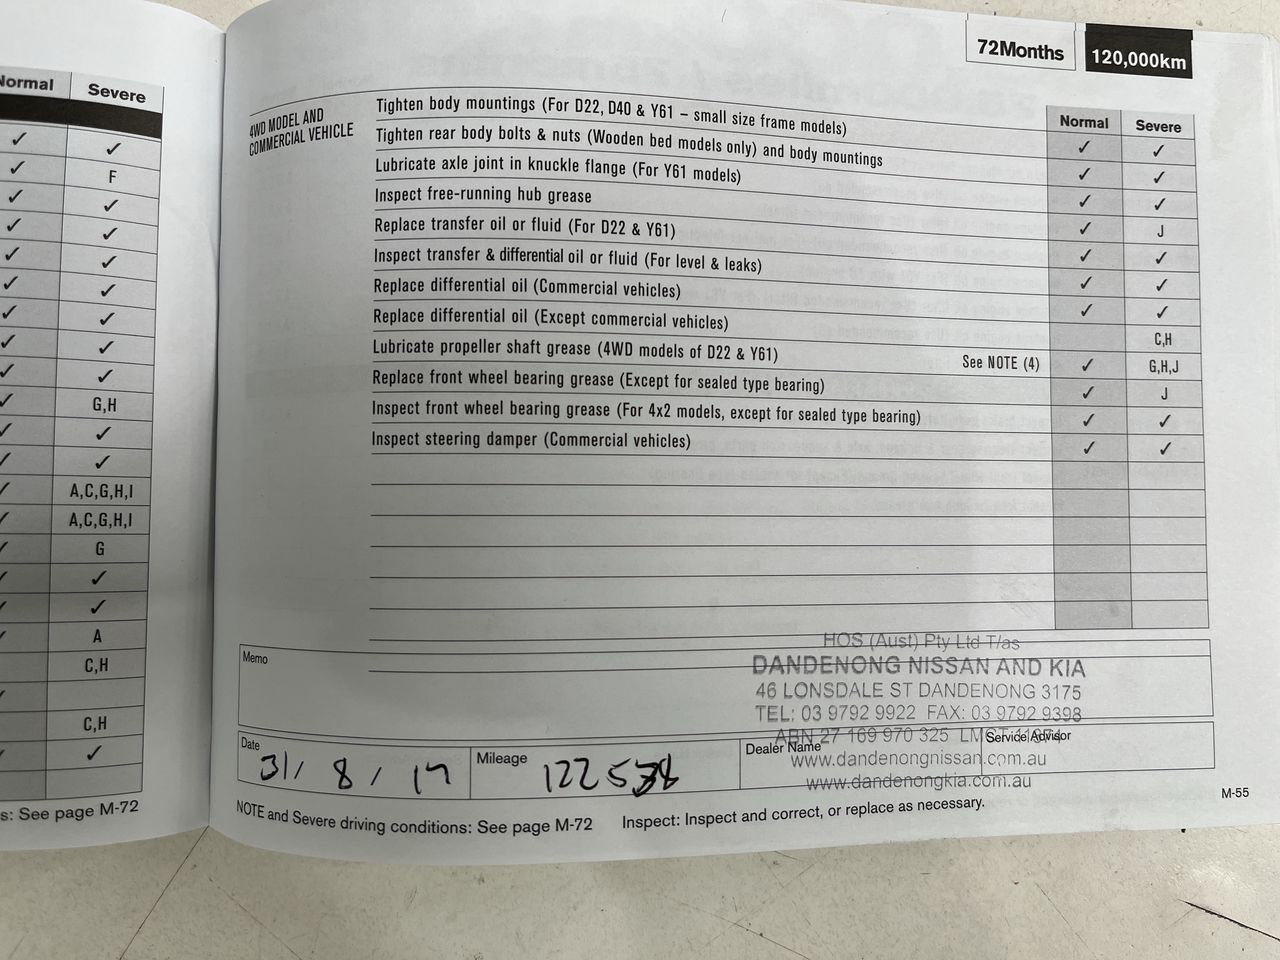 ormal Severe
✓ ✓
✓ F
✓ ✓
✓ ✓
✓ ✓
✓ ✓
✓ ✓
✓ ✓
✓ ✓
✓ G,H
✓ ✓
✓ ✓
✓ A,C,G,H,I
✓ A,C,G,H,I
✓ G
✓ ✓
✓ ✓
✓ A
C,H
✓
C,H
✓ ✓
s: See page M-72
72Months 120,000km
4WD MODEL AND
COMMERCIAL VEHICLE
Normal Severe
Tighten body mountings (For D22, D40 & Y61 – small size frame models) ✓ ✓
Tighten rear body bolts & nuts (Wooden bed models only) and body mountings ✓ ✓
Lubricate axle joint in knuckle flange (For Y61 models) ✓ ✓
Inspect free-running hub grease ✓ J
Replace transfer oil or fluid (For D22 & Y61) ✓ ✓
Inspect transfer & differential oil or fluid (For level & leaks) ✓ ✓
Replace differential oil (Commercial vehicles) ✓ ✓
Replace differential oil (Except commercial vehicles) C,H
Lubricate propeller shaft grease (4WD models of D22 & Y61) See NOTE (4) ✓ G,H,J
Replace front wheel bearing grease (Except for sealed type bearing) ✓ J
Inspect front wheel bearing grease (For 4x2 models, except for sealed type bearing) ✓ ✓
Inspect steering damper (Commercial vehicles) ✓ ✓
Memo
HOS (Aust) Pty Ltd T/as
DANDENONG NISSAN AND KIA
46 LONSDALE ST DANDENONG 3175
TEL: 03 9792 9922 FAX: 03 9792 9398
ABN 27 169 970 325
www.dandenongnissan.com.au
www.dandenongkia.com.au
Date 31/ 8 / 17 Mileage Dealer Name Service Advisor
NOTE and Severe driving conditions: See page M-72 Inspect: Inspect and correct, or replace as necessary.
M-55